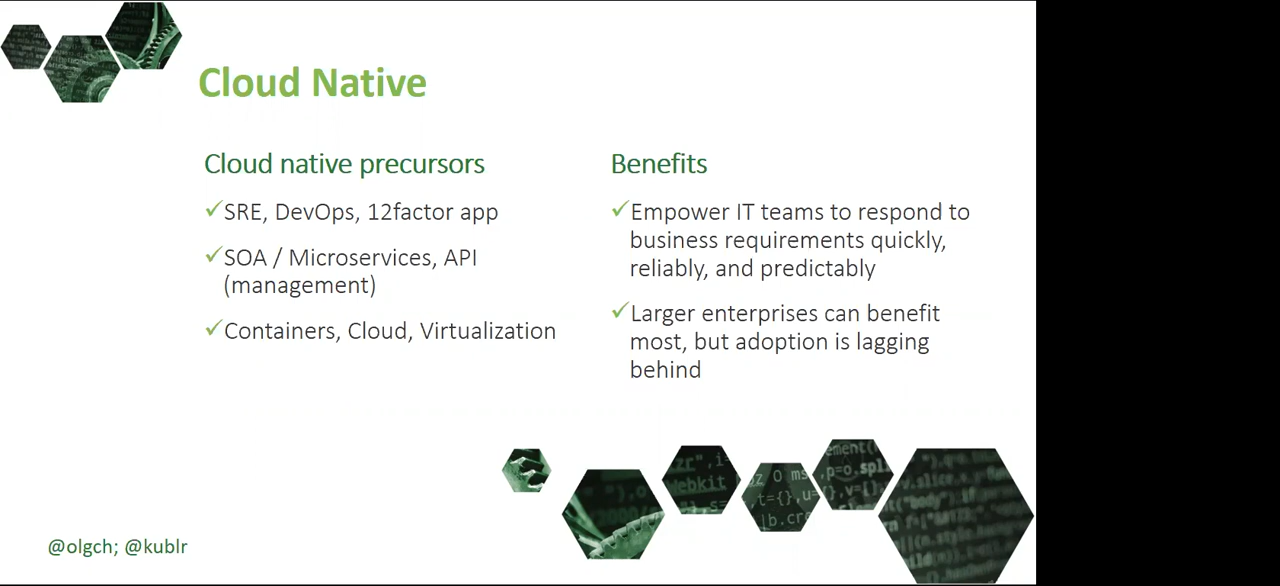 Cloud Native
Cloud native precursors
✓SRE, DevOps, 12factor app
✓SOA / Microservices, API
(management)
✓Containers, Cloud, Virtualization
Benefits
✓Empower IT teams to respond to
business requirements quickly,
reliably, and predictably
✓Larger enterprises can benefit
most, but adoption is lagging
behind
@olgch; @kublr